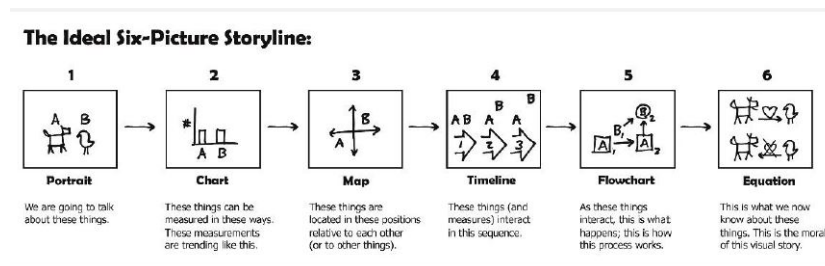 The Ideal Six-Picture Storyline:
1
A B
Portrait
We are going to talk
about these things.
2
#
A B
Chart
These things can be
measured in these ways.
These measurements
are trending like this.
3
B
A
Map
These things are
located in these positions
relative to each other
(or to other things).
4
B
B
A B A A
1 2 3
Timeline
These things (and
measures) interact
in this sequence.
5
B2
B1
A1 A2
Flowchart
As these things
interact, this is what
happens; this is how
this process works.
6
Equation
This is what we now
know about these
things. This is the moral
of this visual story.